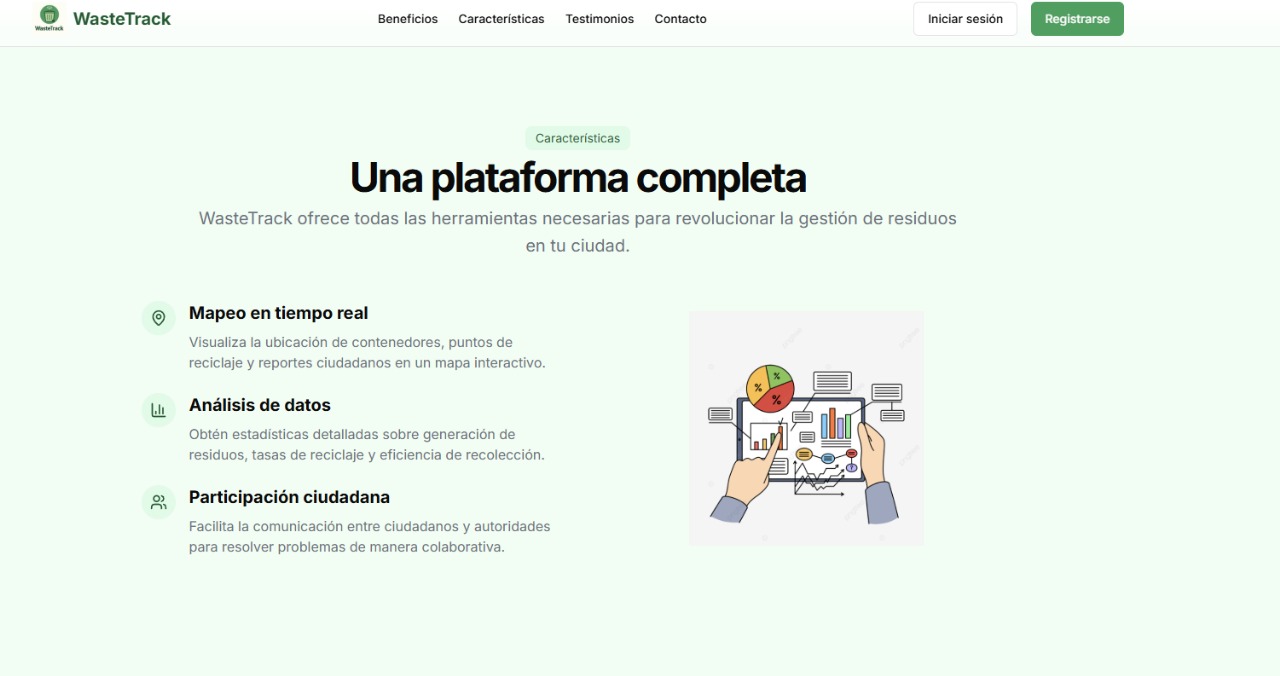 WasteTrack
WasteTrack
Beneficios
Características
Testimonios
Contacto
Iniciar sesión
Registrarse
Características
Una plataforma completa
WasteTrack ofrece todas las herramientas necesarias para revolucionar la gestión de residuos
en tu ciudad.
Mapeo en tiempo real
Visualiza la ubicación de contenedores, puntos de
reciclaje y reportes ciudadanos en un mapa interactivo.
Análisis de datos
Obtén estadísticas detalladas sobre generación de
residuos, tasas de reciclaje y eficiencia de recolección.
Participación ciudadana
Facilita la comunicación entre ciudadanos y autoridades
para resolver problemas de manera colaborativa.
%
%
%